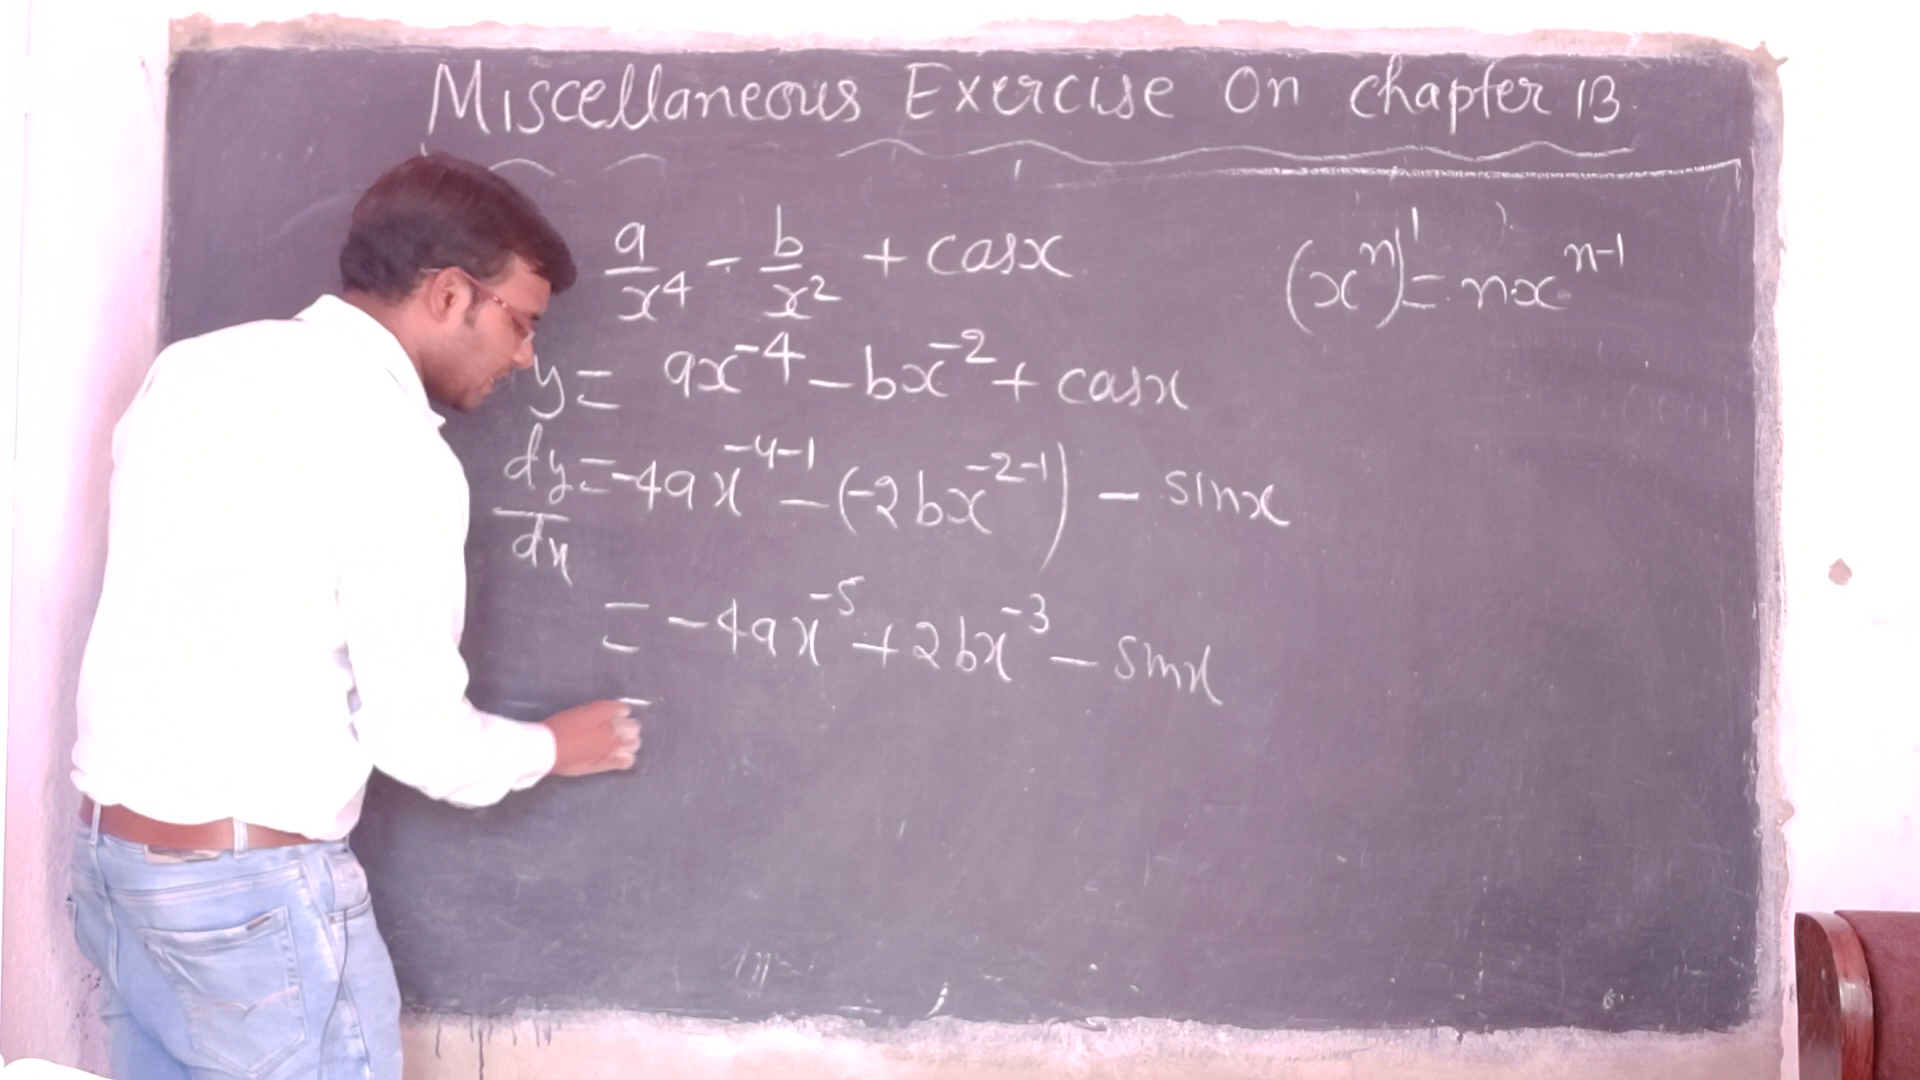 Miscellaneous Exercise On Chapter 13
a/x⁴ - b/x² + cosx
(xⁿ)' = n·xⁿ⁻¹
y = ax⁻⁴ - bx⁻² + cosx
dy/dx = -4ax⁻⁴⁻¹ - (-2bx⁻²⁻¹) - sinx
= -4ax⁻⁵ + 2bx⁻³ - sinx
=